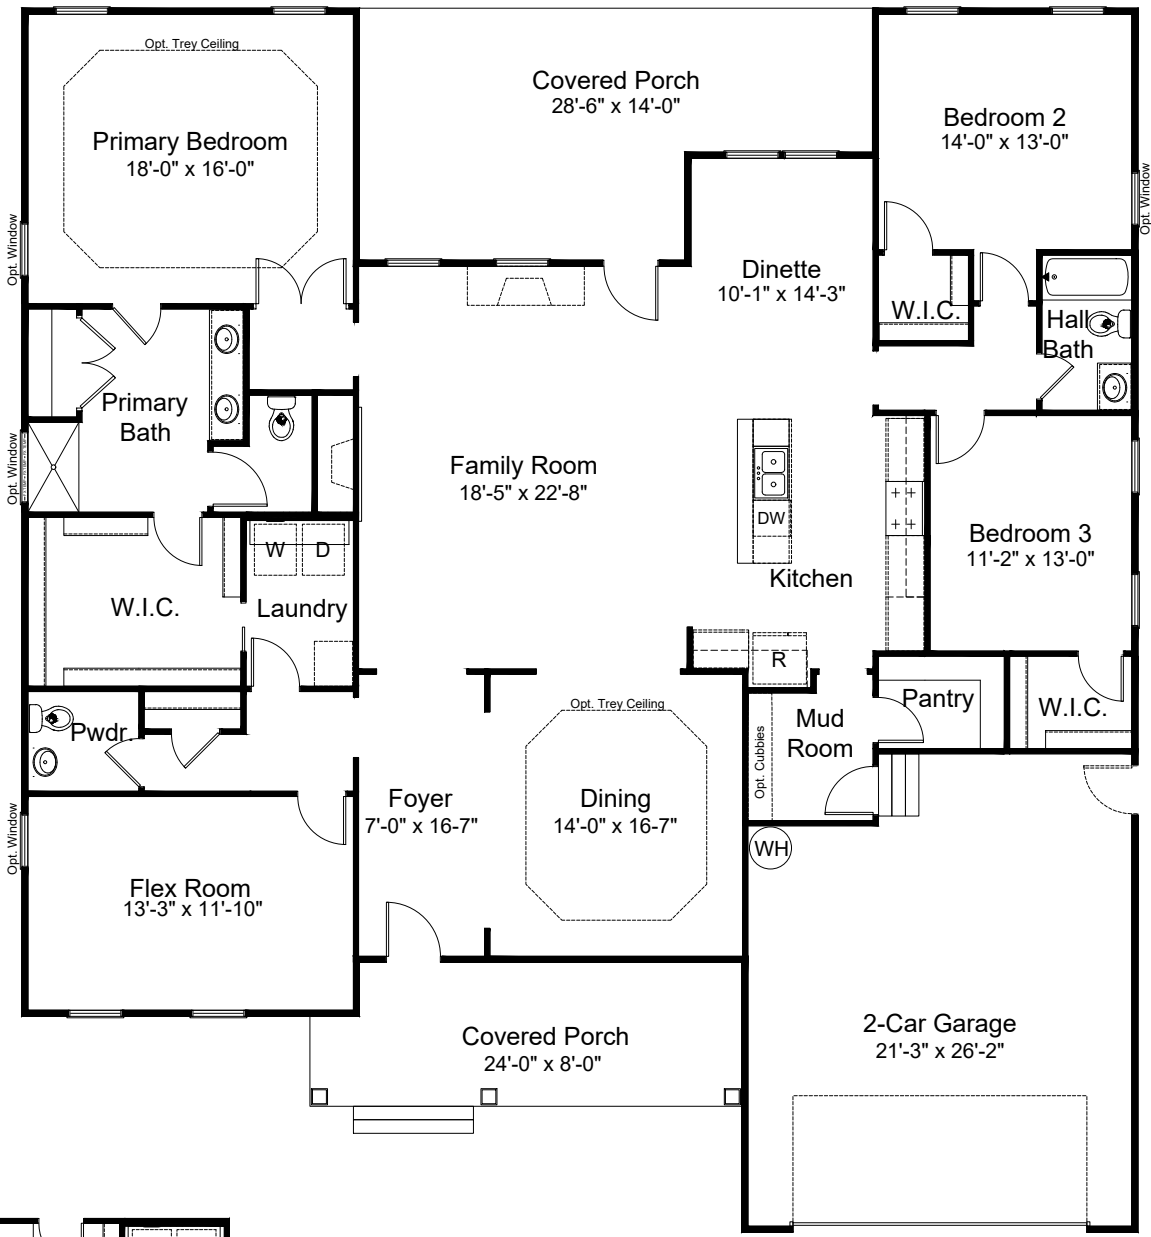 Opt. Trey Ceiling
Primary Bedroom
18'-0" x 16'-0"
Covered Porch
28'-6" x 14'-0"
Bedroom 2
14'-0" x 13'-0"
Opt. Window
Opt. Window
Dinette
10'-1" x 14'-3"
W.I.C.
Hall
Bath
Primary
Bath
Opt. Window
Family Room
18'-5" x 22'-8"
DW
Kitchen
Bedroom 3
11'-2" x 13'-0"
W
D
W.I.C.
Laundry
R
Pantry
W.I.C.
Pwdr.
Opt. Trey Ceiling
Mud
Room
Opt. Cubbies
Foyer
7'-0" x 16-7"
Dining
14'-0" x 16-7"
Opt. Window
WH
Flex Room
13'-3" x 11'-10"
Covered Porch
24'-0" x 8'-0"
2-Car Garage
21'-3" x 26'-2"